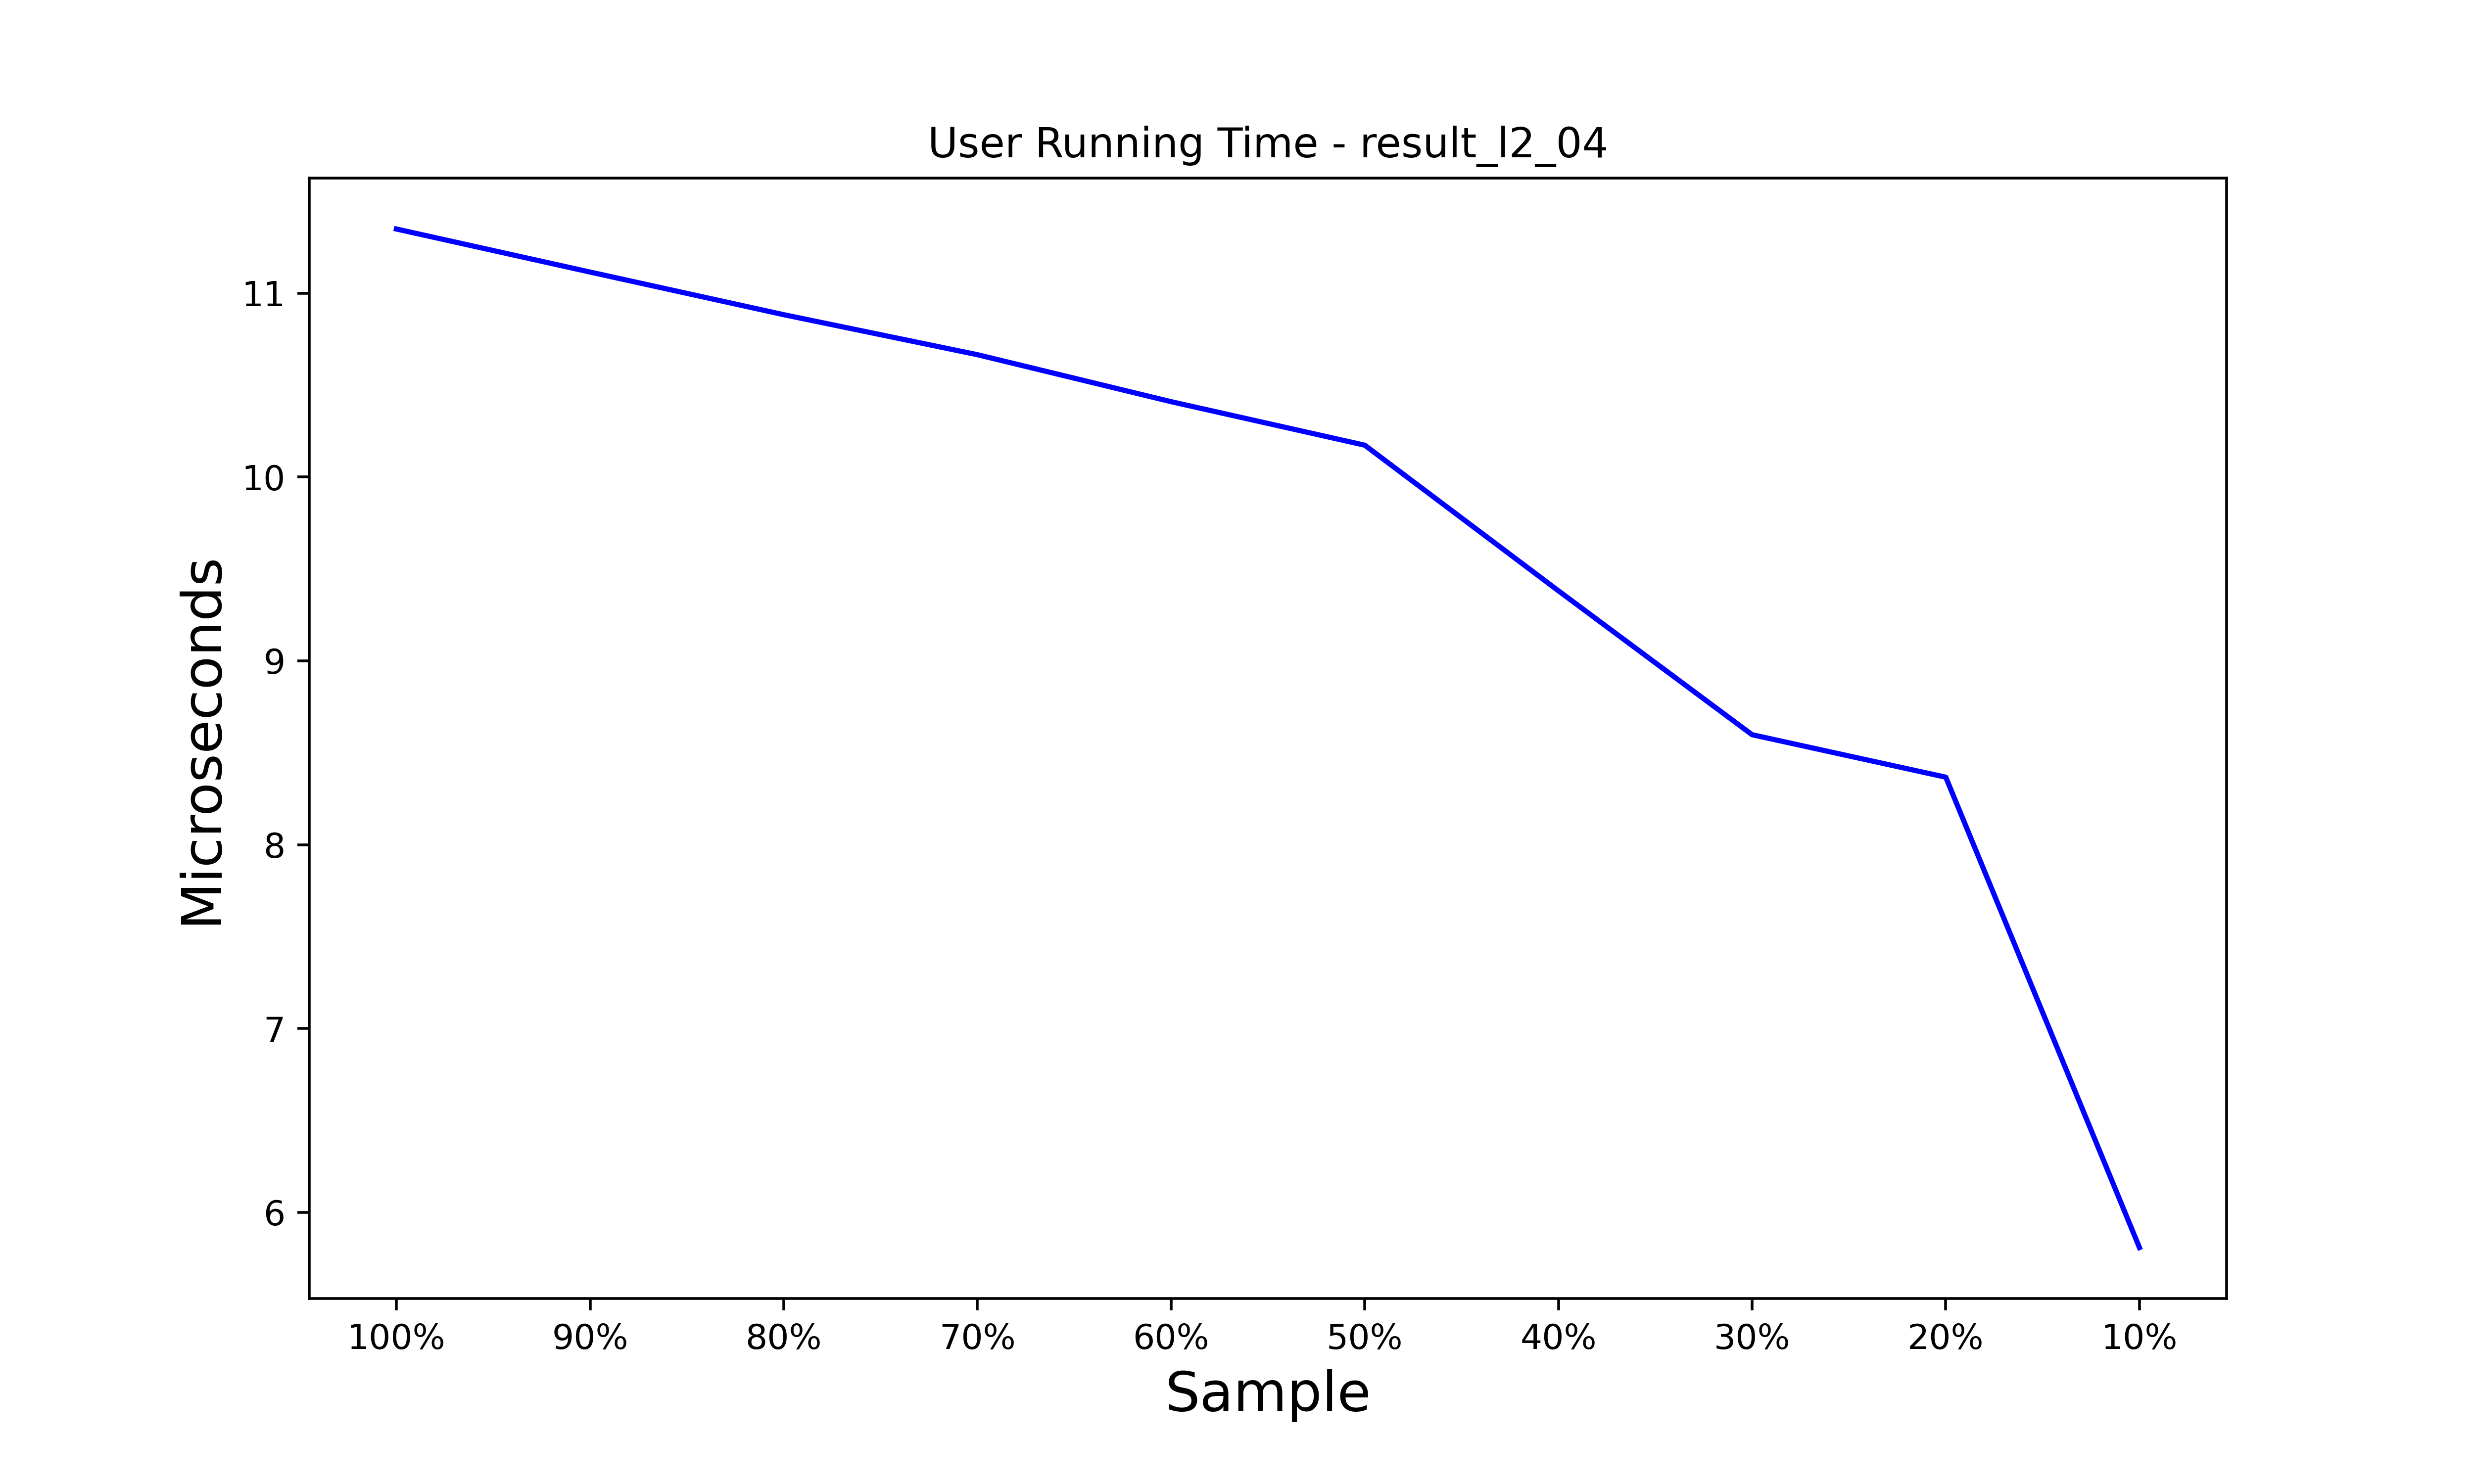 User Running Time - result_l2_04
Microseconds
11
10
9
8
7
6
100% 90% 80% 70% 60% 50% 40% 30% 20% 10%
Sample